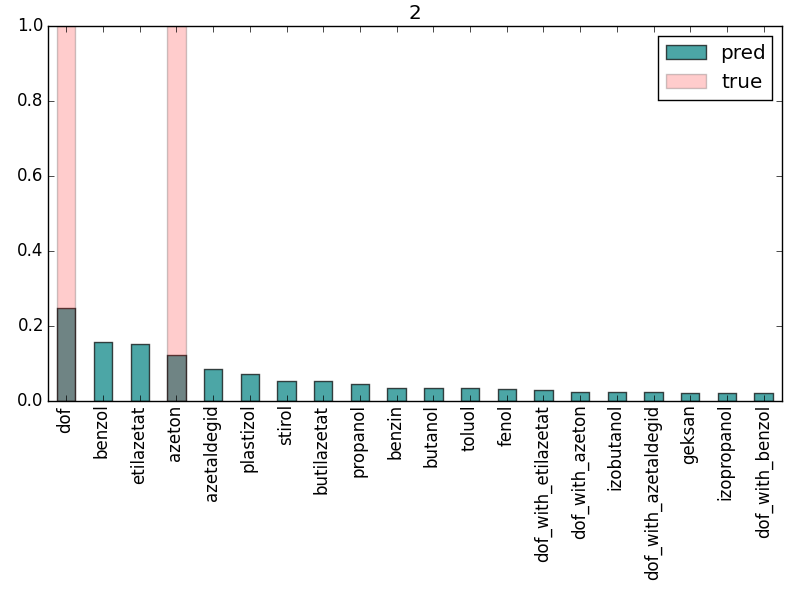 2
1.0
0.8
0.6
0.4
0.2
0.0
pred
true
dof
benzol
etilazetat
azeton
azetaldegid
plastizol
stirol
butilazetat
propanol
benzin
butanol
toluol
fenol
dof_with_etilazetat
dof_with_azeton
izobutanol
dof_with_azetaldegid
geksan
izopropanol
dof_with_benzol